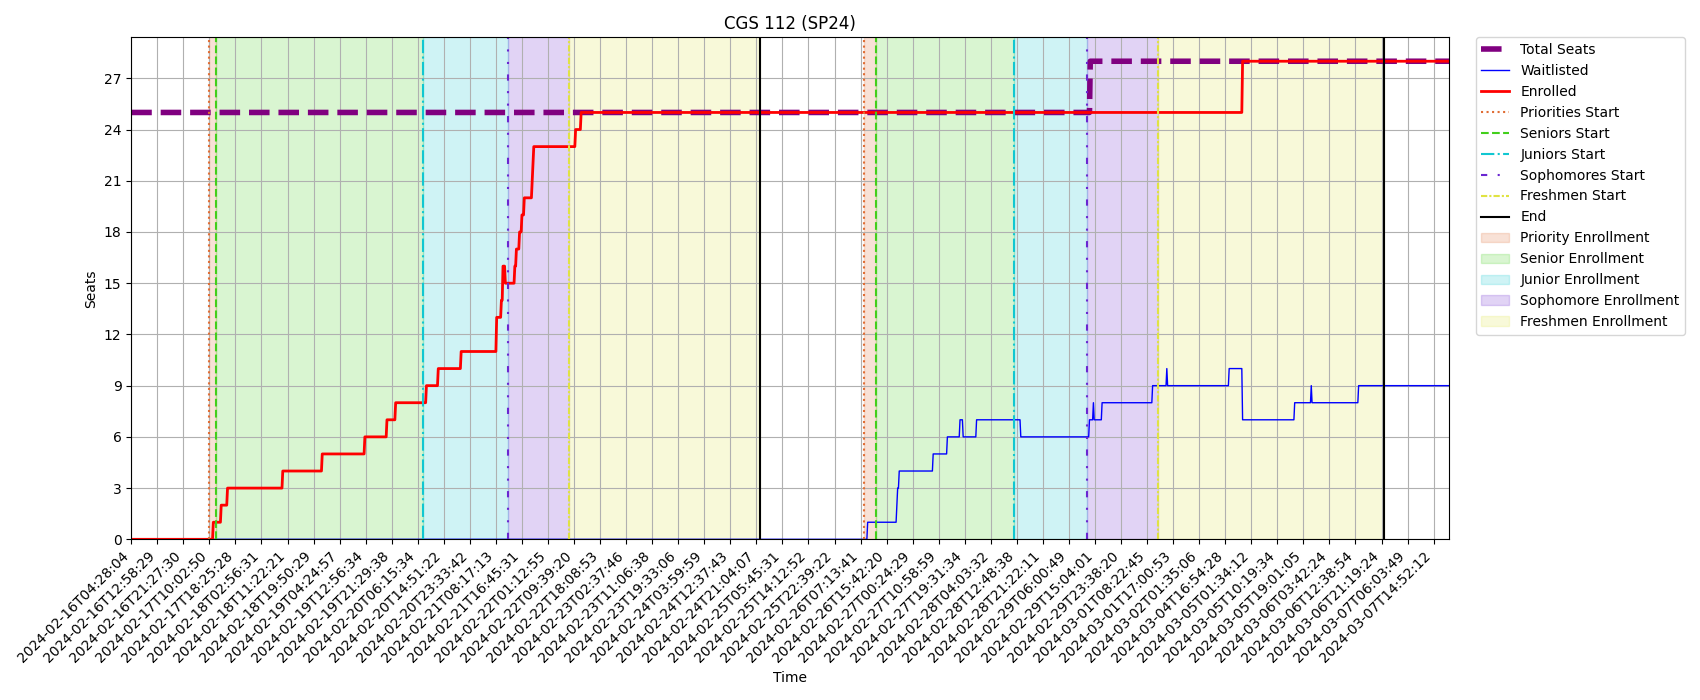 CGS 112 (SP24)
Seats
27
24
21
18
15
12
9
6
3
0
2024-02-16T04:28:04
2024-02-16T12:58:29
2024-02-16T21:27:30
2024-02-17T10:02:50
2024-02-17T18:25:28
2024-02-18T02:56:31
2024-02-18T11:22:21
2024-02-18T19:50:29
2024-02-19T04:24:57
2024-02-19T12:56:34
2024-02-19T21:29:38
2024-02-20T06:15:34
2024-02-20T14:51:22
2024-02-20T23:33:42
2024-02-21T08:17:13
2024-02-21T16:45:31
2024-02-22T01:12:55
2024-02-22T09:39:20
2024-02-22T18:08:53
2024-02-23T02:37:46
2024-02-23T11:06:38
2024-02-23T19:33:06
2024-02-24T03:59:59
2024-02-24T12:37:43
2024-02-24T21:04:07
2024-02-25T05:45:31
2024-02-25T14:12:52
2024-02-25T22:39:22
2024-02-26T07:13:41
2024-02-26T15:42:20
2024-02-27T00:24:29
2024-02-27T10:58:59
2024-02-27T19:31:34
2024-02-28T04:03:32
2024-02-28T12:48:39
2024-02-28T21:22:11
2024-02-29T06:00:49
2024-02-29T15:04:01
2024-02-29T23:38:20
2024-03-01T08:22:45
2024-03-01T17:00:53
2024-03-02T01:35:06
2024-03-04T16:54:28
2024-03-05T01:34:12
2024-03-05T10:19:34
2024-03-05T19:01:05
2024-03-06T03:42:24
2024-03-06T12:38:54
2024-03-06T21:19:24
2024-03-07T06:03:49
2024-03-07T14:52:12
Time
Total Seats
Waitlisted
Enrolled
Priorities Start
Seniors Start
Juniors Start
Sophomores Start
Freshmen Start
End
Priority Enrollment
Senior Enrollment
Junior Enrollment
Sophomore Enrollment
Freshmen Enrollment